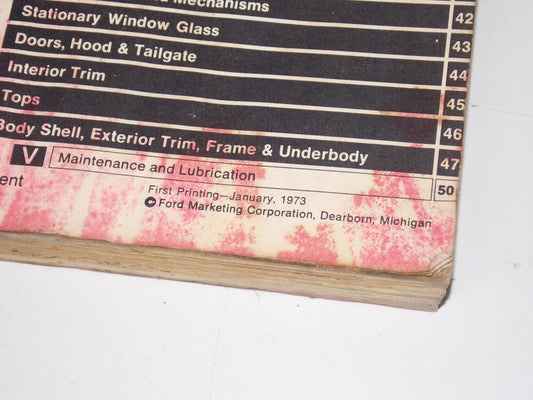 Mechanisms
42
Stationary Window Glass
43
Doors, Hood & Tailgate
44
Interior Trim
45
Tops
46
Body Shell, Exterior Trim, Frame & Underbody
47
V Maintenance and Lubrication
50
ent
First Printing—January, 1973
© Ford Marketing Corporation, Dearborn, Michigan